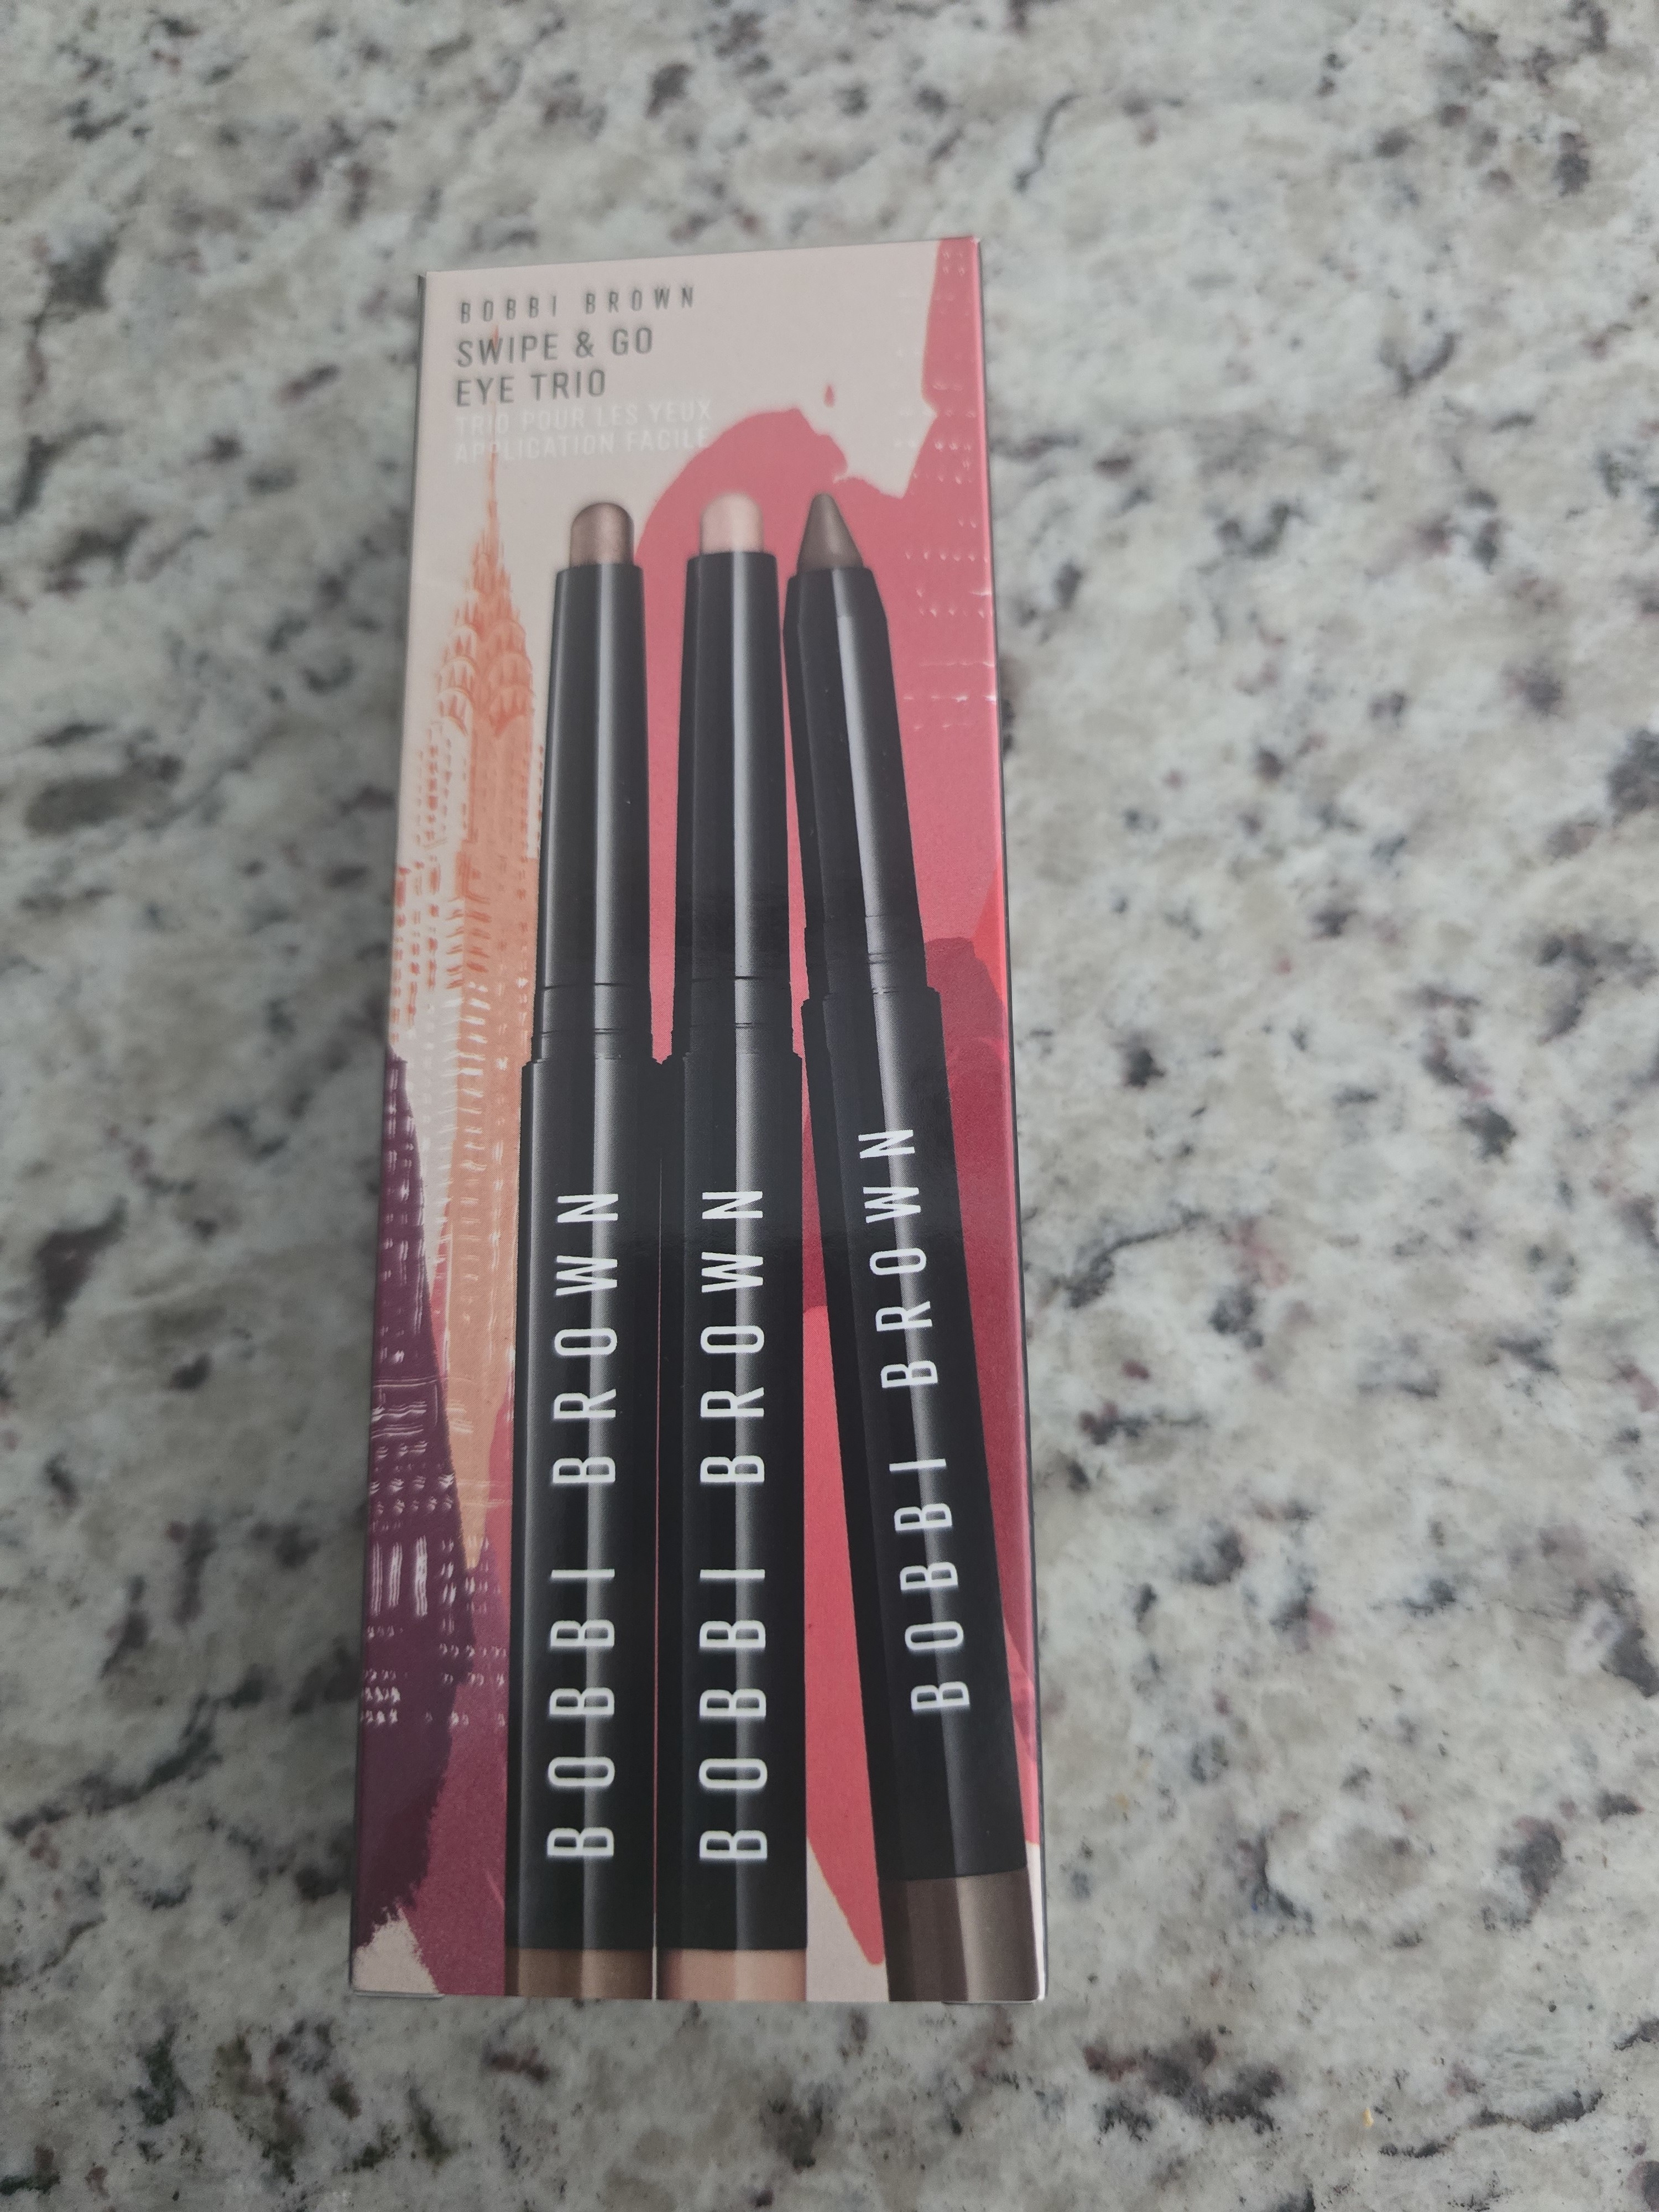 BOBBI BROWN
SWIPE & GO
EYE TRIO
TRIO POUR LES YEUX
APPLICATION FACILE
BOBBI BROWN
BOBBI BROWN
BOBBI BROWN